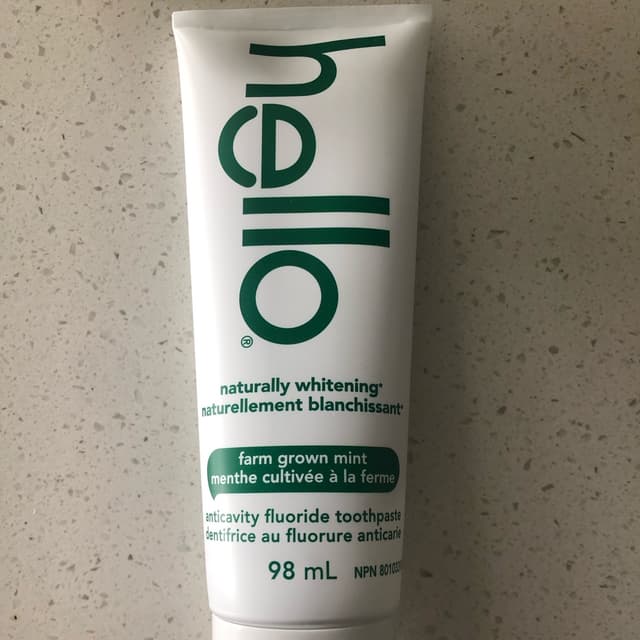 hello®
naturally whitening*
naturellement blanchissant*
farm grown mint
menthe cultivée à la ferme
anticavity fluoride toothpaste
dentifrice au fluorure anticarie
98 mL
NPN